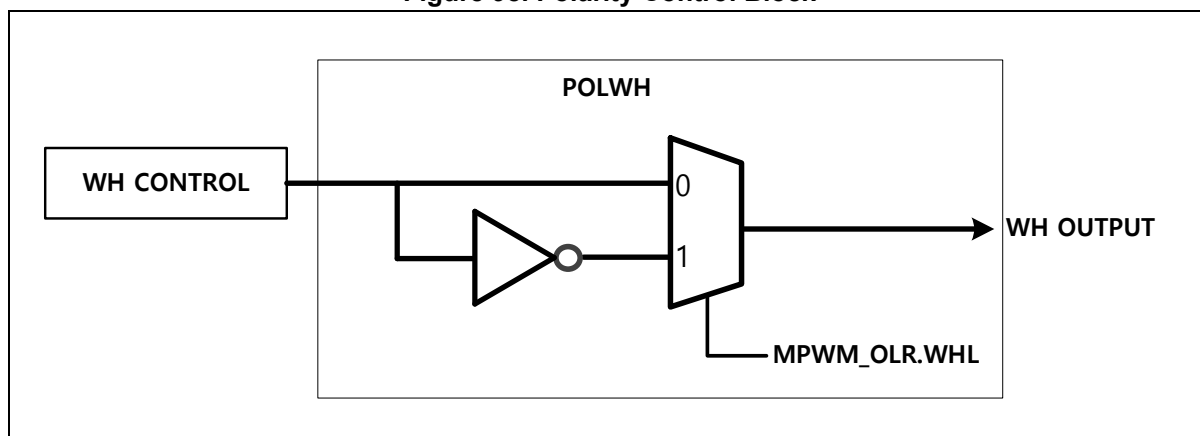 POLWH
WH CONTROL
0
1
WH OUTPUT
MPWM_OLR.WHL